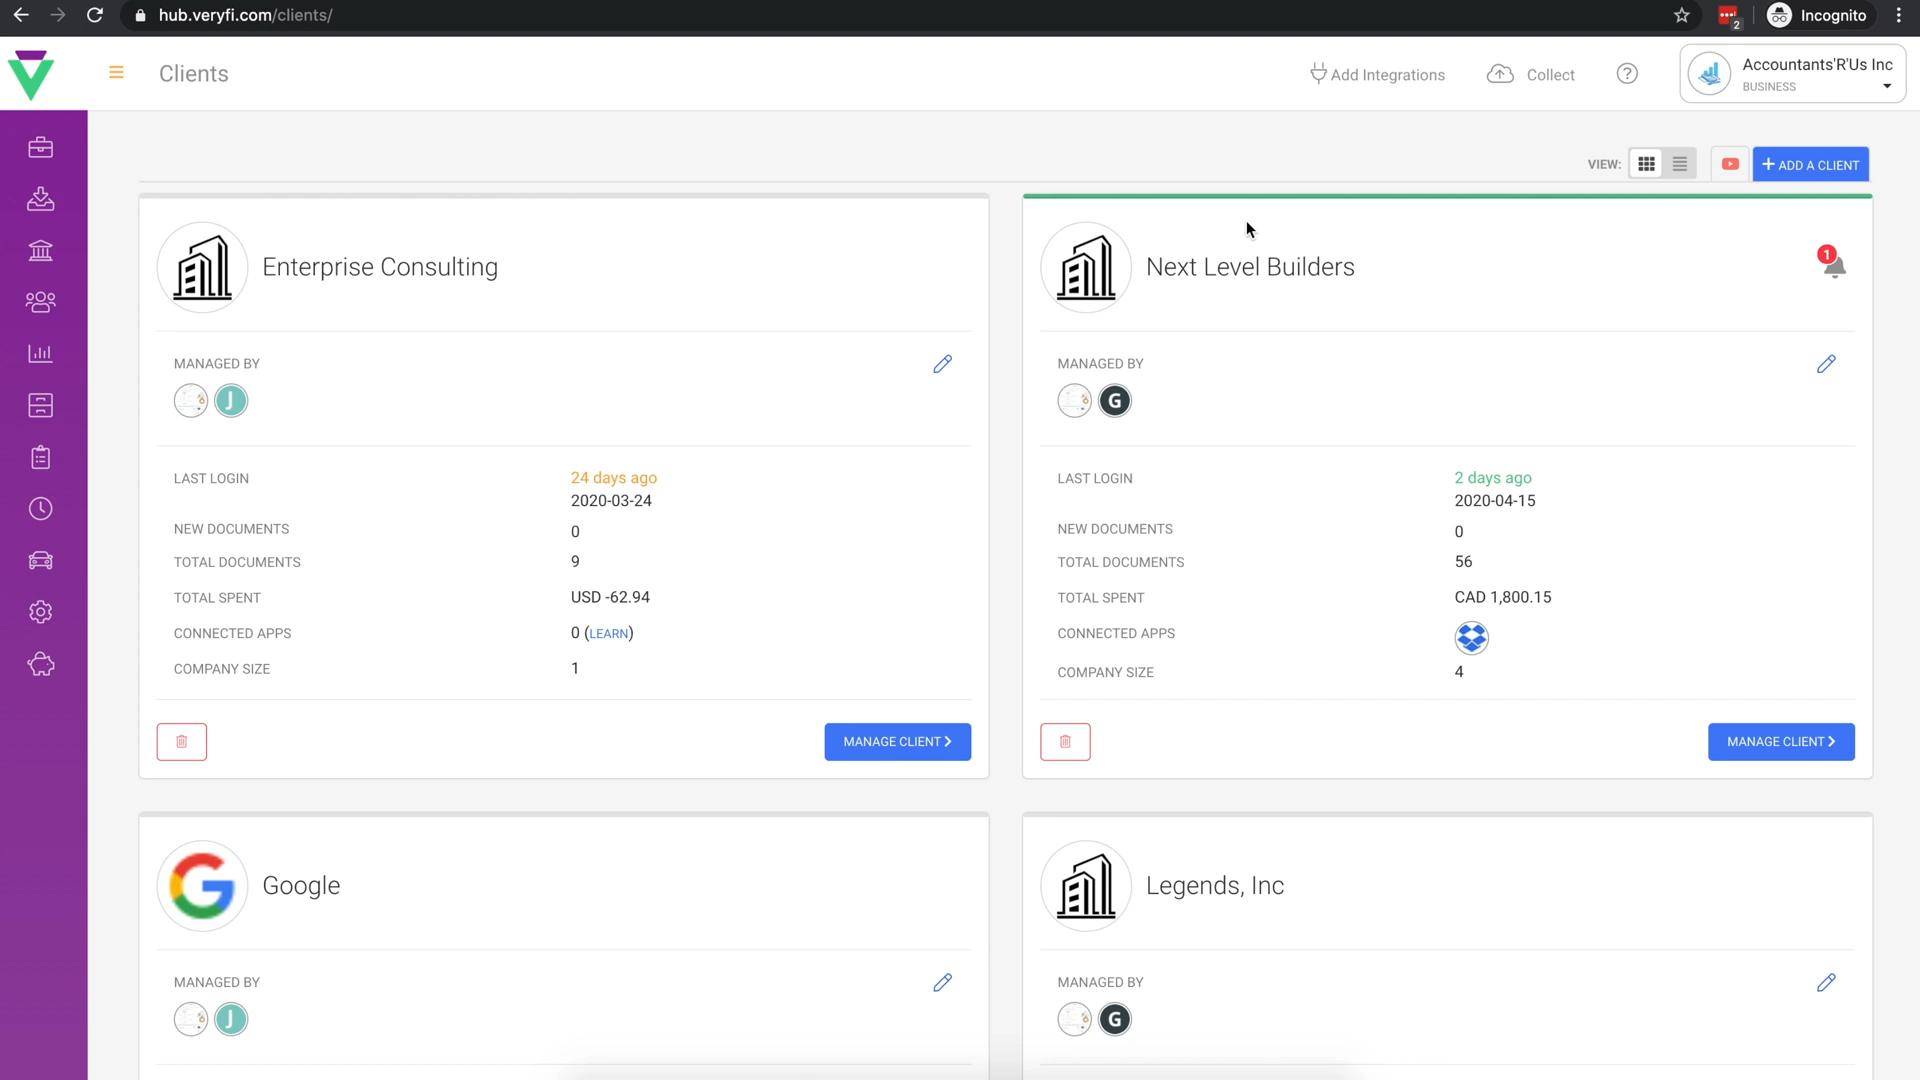 hub.veryfi.com/clients/
2
Incognito
Clients
Add Integrations
Collect
?
Accountants'R'Us Inc
BUSINESS
VIEW:
+ ADD A CLIENT
Enterprise Consulting
MANAGED BY
J
LAST LOGIN
24 days ago
2020-03-24
NEW DOCUMENTS
0
TOTAL DOCUMENTS
9
TOTAL SPENT
USD -62.94
CONNECTED APPS
0 (LEARN)
COMPANY SIZE
1
MANAGE CLIENT >
Next Level Builders
1
MANAGED BY
G
LAST LOGIN
2 days ago
2020-04-15
NEW DOCUMENTS
0
TOTAL DOCUMENTS
56
TOTAL SPENT
CAD 1,800.15
CONNECTED APPS
COMPANY SIZE
4
MANAGE CLIENT >
G
Google
MANAGED BY
J
Legends, Inc
MANAGED BY
G